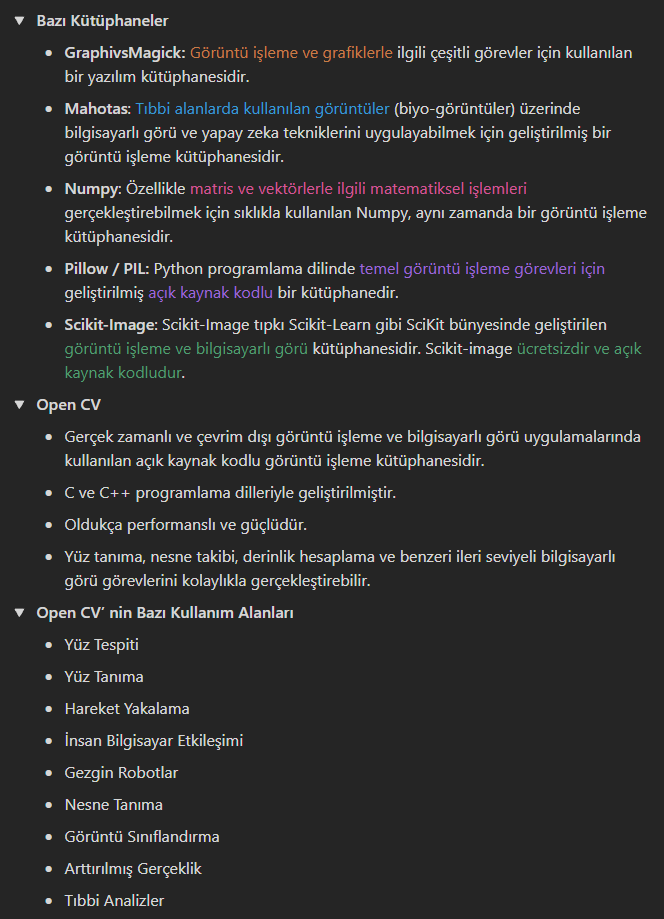 Bazı Kütüphaneler
GraphivsMagick: Görüntü işleme ve grafiklerle ilgili çeşitli görevler için kullanılan
bir yazılım kütüphanesidir.
Mahotas: Tıbbi alanlarda kullanılan görüntüler (biyo-görüntüler) üzerinde
bilgisayarlı görü ve yapay zeka tekniklerini uygulayabilmek için geliştirilmiş bir
görüntü işleme kütüphanesidir.
Numpy: Özellikle matris ve vektörlerle ilgili matematiksel işlemleri
gerçekleştirebilmek için sıklıkla kullanılan Numpy, aynı zamanda bir görüntü işleme
kütüphanesidir.
Pillow / PIL: Python programlama dilinde temel görüntü işleme görevleri için
geliştirilmiş açık kaynak kodlu bir kütüphanedir.
Scikit-Image: Scikit-Image tıpkı Scikit-Learn gibi SciKit bünyesinde geliştirilen
görüntü işleme ve bilgisayarlı görü kütüphanesidir. Scikit-image ücretsizdir ve açık
kaynak kodludur.
Open CV
Gerçek zamanlı ve çevrim dışı görüntü işleme ve bilgisayarlı görü uygulamalarında
kullanılan açık kaynak kodlu görüntü işleme kütüphanesidir.
C ve C++ programlama dilleriyle geliştirilmiştir.
Oldukça performanslı ve güçlüdür.
Yüz tanıma, nesne takibi, derinlik hesaplama ve benzeri ileri seviyeli bilgisayarlı
görü görevlerini kolaylıkla gerçekleştirebilir.
Open CV’ nin Bazı Kullanım Alanları
Yüz Tespiti
Yüz Tanıma
Hareket Yakalama
İnsan Bilgisayar Etkileşimi
Gezgin Robotlar
Nesne Tanıma
Görüntü Sınıflandırma
Arttırılmış Gerçeklik
Tıbbi Analizler